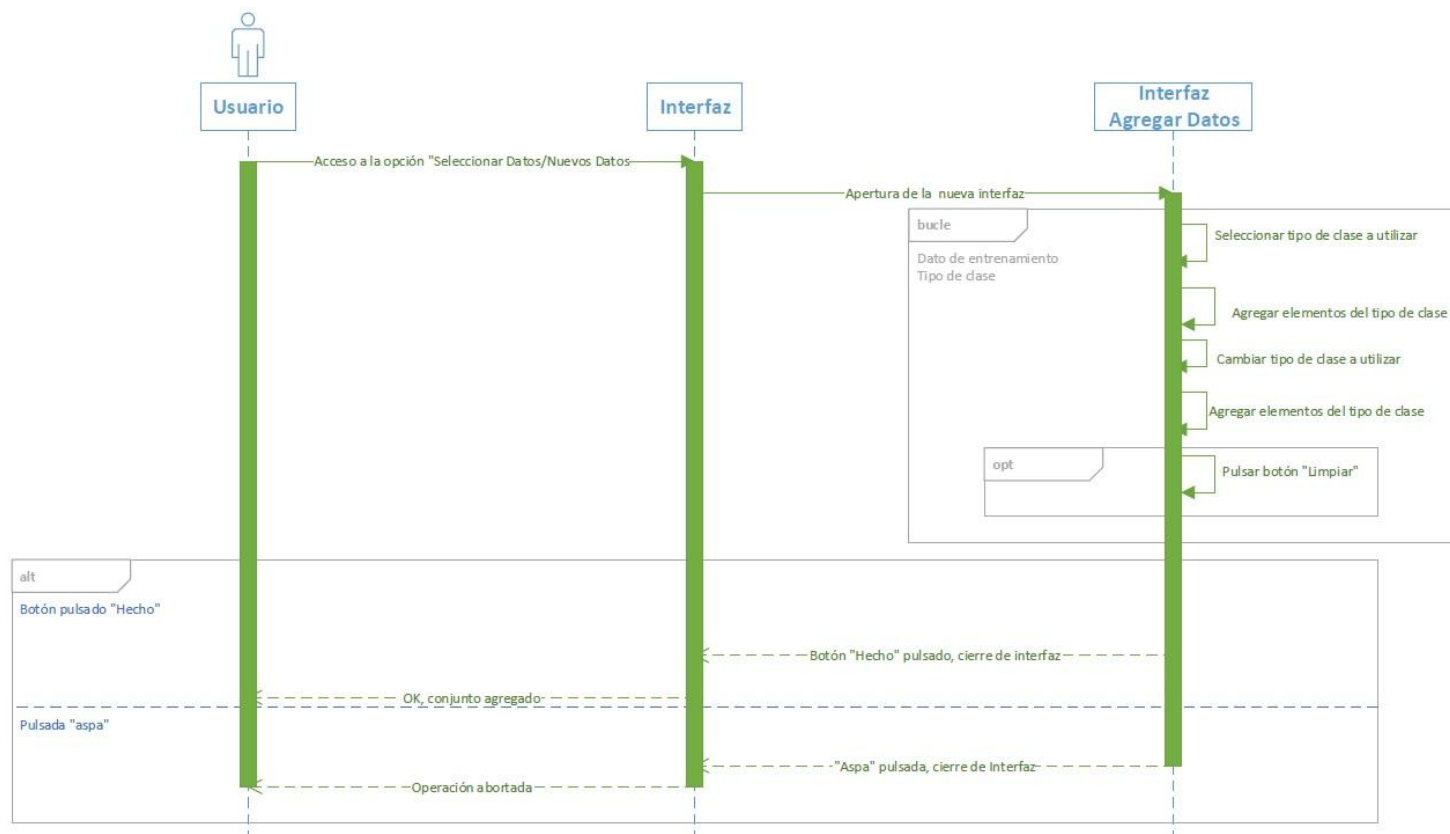 Usuario
Interfaz
Interfaz
Agregar Datos
Acceso a la opción "Seleccionar Datos/Nuevos Datos
Apertura de la  nueva interfaz
bucle
Dato de entrenamiento
Tipo de clase
Seleccionar tipo de clase a utilizar
Agregar elementos del tipo de clase
Cambiar tipo de clase a utilizar
Agregar elementos del tipo de clase
opt
Pulsar botón "Limpiar"
alt
Botón pulsado "Hecho"
Botón "Hecho" pulsado, cierre de interfaz
OK, conjunto agregado
Pulsada "aspa"
"Aspa" pulsada, cierre de Interfaz
Operación abortada